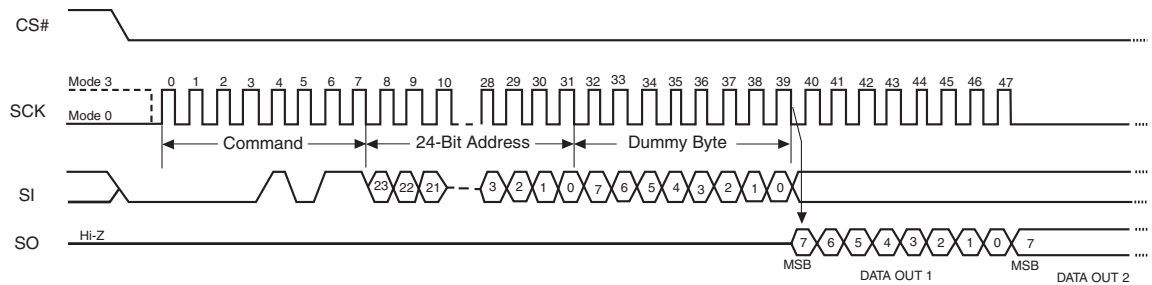 CS#
Mode 3
0 1 2 3 4 5 6 7 8 9 10 28 29 30 31 32 33 34 35 36 37 38 39 40 41 42 43 44 45 46 47
SCK
Mode 0
Command 24-Bit Address Dummy Byte
SI 23 22 21 3 2 1 0 7 6 5 4 3 2 1 0
Hi-Z
SO 7 6 5 4 3 2 1 0 7
MSB DATA OUT 1 MSB DATA OUT 2